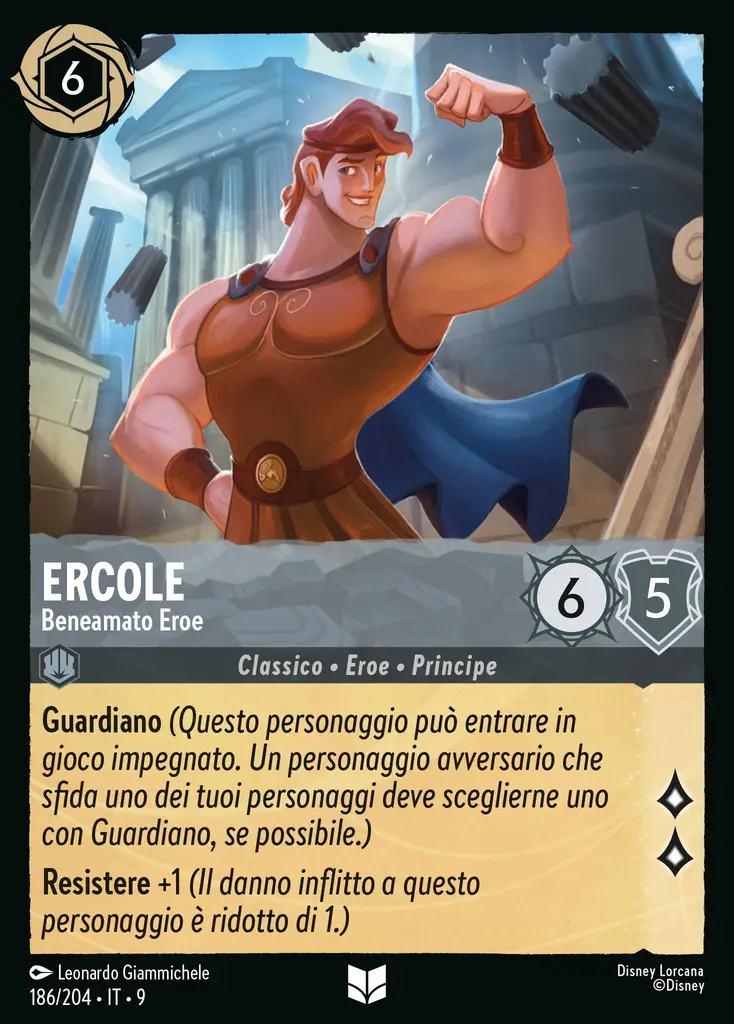 6
ERCOLE
Beneamato Eroe
6
5
Classico • Eroe • Principe
Guardiano (Questo personaggio può entrare in
gioco impegnato. Un personaggio avversario che
sfida uno dei tuoi personaggi deve sceglierne uno
con Guardiano, se possibile.)
Resistere +1 (Il danno inflitto a questo
personaggio è ridotto di 1.)
Leonardo Giammichele
186/204 • IT • 9
Disney Lorcana
©Disney